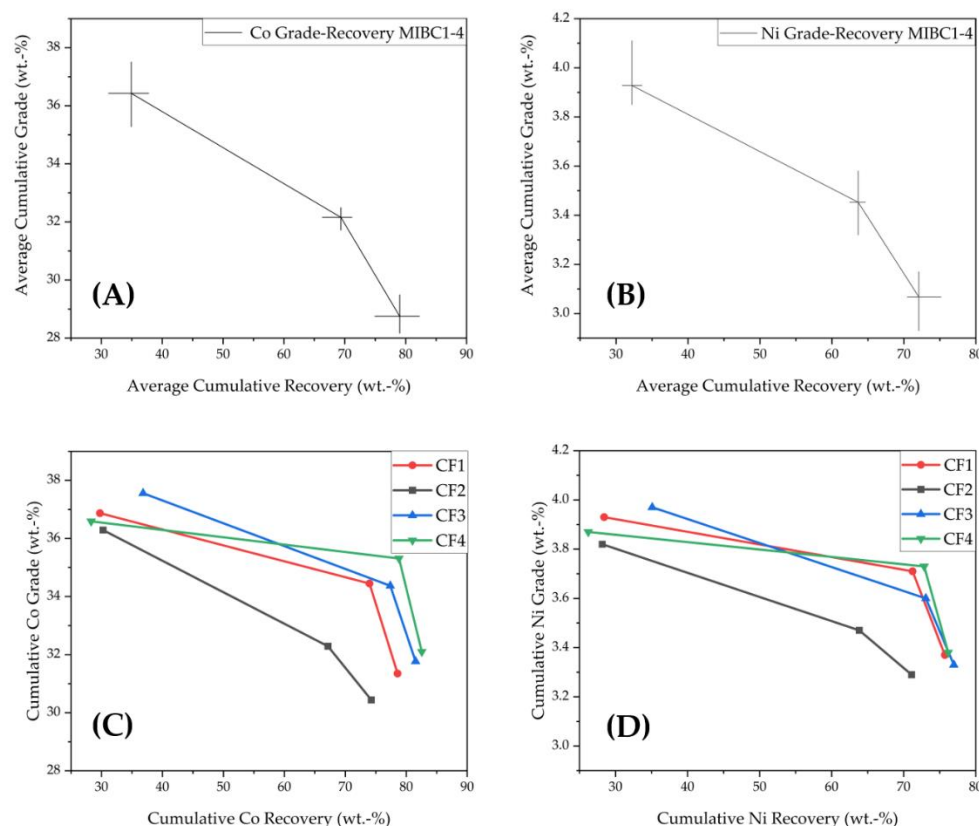 Co Grade-Recovery MIBC1-4
Average Cumulative Grade (wt.-%)
38
36
34
32
30
28
(A)
30 40 50 60 70 80 90
Average Cumulative Recovery (wt.-%)
Ni Grade-Recovery MIBC1-4
Average Cumulative Grade (wt.-%)
4.2
4.0
3.8
3.6
3.4
3.2
3.0
(B)
30 40 50 60 70 80
Average Cumulative Recovery (wt.-%)
CF1
CF2
CF3
CF4
Cumulative Co Grade (wt.-%)
38
36
34
32
30
28
(C)
30 40 50 60 70 80 90
Cumulative Co Recovery (wt.-%)
CF1
CF2
CF3
CF4
Cumulative Ni Grade (wt.-%)
4.2
4.0
3.8
3.6
3.4
3.2
3.0
(D)
30 40 50 60 70 80
Cumulative Ni Recovery (wt.-%)